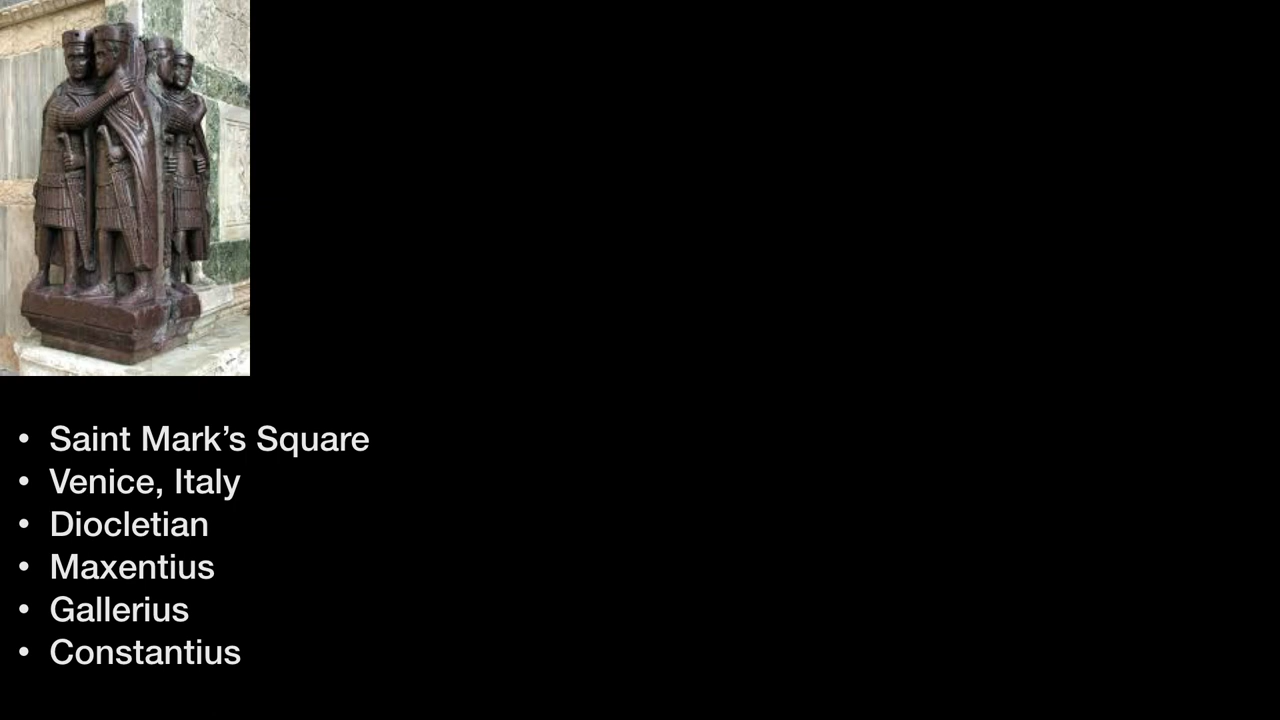 • Saint Mark’s Square
• Venice, Italy
• Diocletian
• Maxentius
• Gallerius
• Constantius